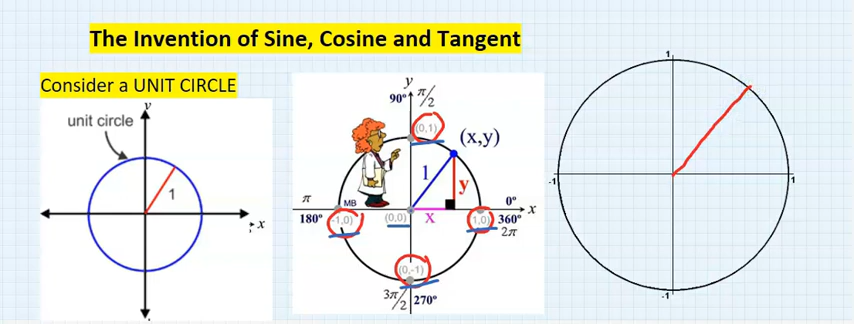 The Invention of Sine, Cosine and Tangent
Consider a UNIT CIRCLE
y
unit circle
1
x
y
90° π/2
(0,1)
(x,y)
1
y
π
MB
0°
x
180° (-1,0)
(0,0)
x
(1,0) 360°
2π
(0,-1)
3π/2 270°
1
-1
1
-1